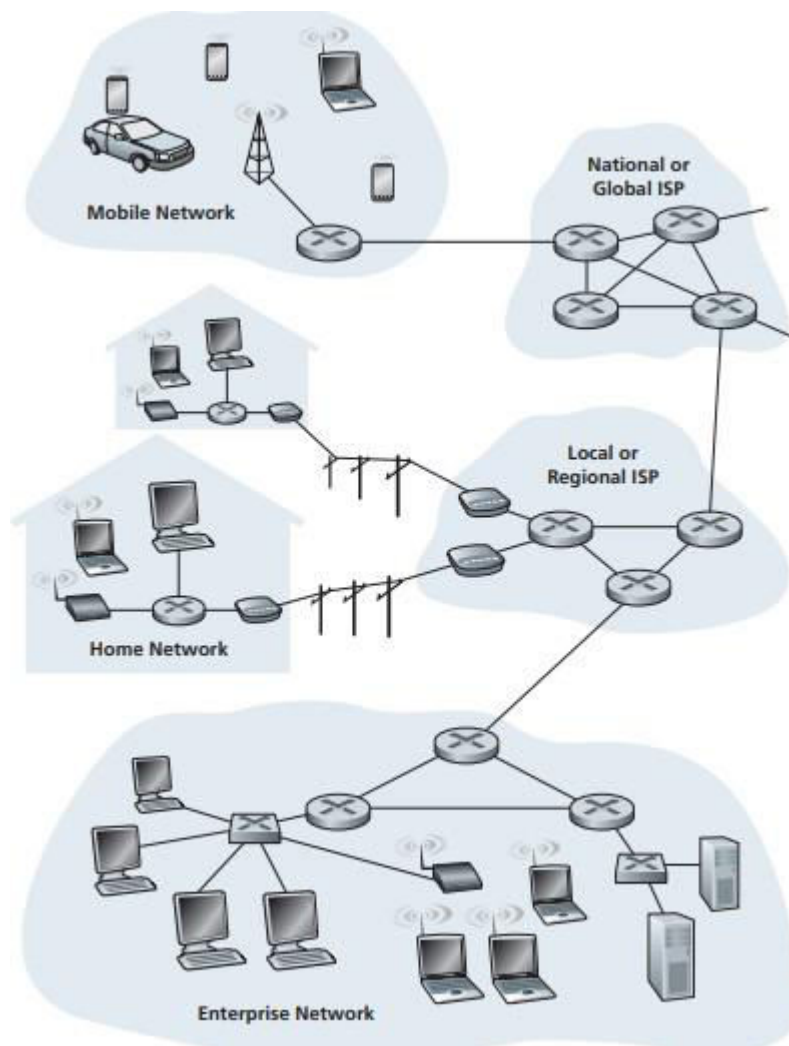 Mobile Network
National or
Global ISP
Local or
Regional ISP
Home Network
Enterprise Network